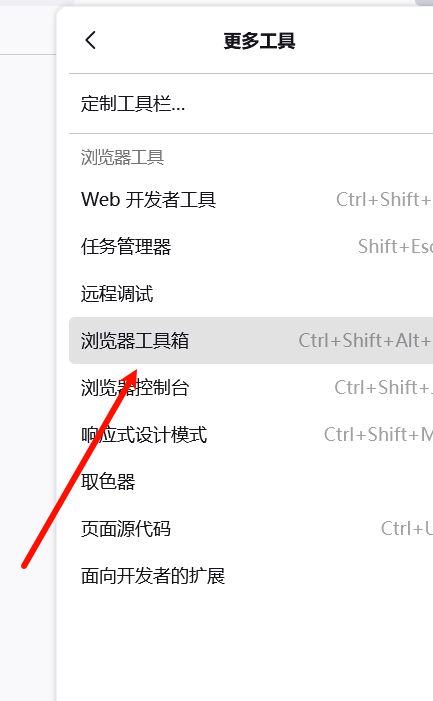 更多工具
定制工具栏...
浏览器工具
Web 开发者工具 Ctrl+Shift+
任务管理器 Shift+Esc
远程调试
浏览器工具箱 Ctrl+Shift+Alt+
浏览器控制台 Ctrl+Shift+
响应式设计模式 Ctrl+Shift+M
取色器
页面源代码 Ctrl+U
面向开发者的扩展